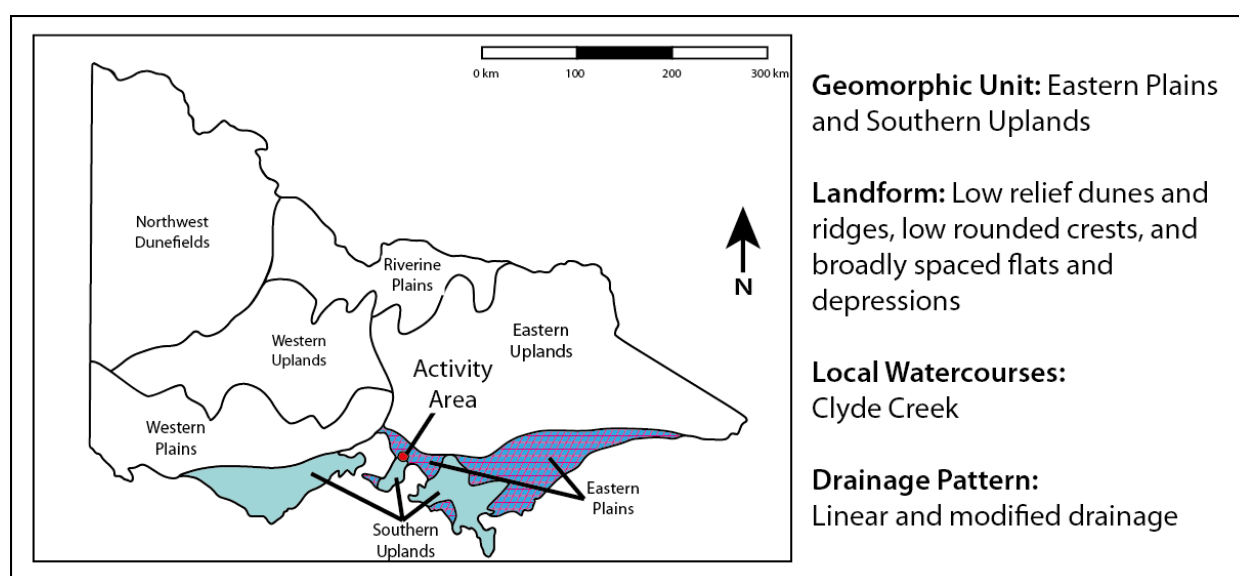 0 km
100
200
300 km
Northwest
Dunefields
Riverine
Plains
N
Western
Uplands
Eastern
Uplands
Activity
Area
Western
Plains
Eastern
Plains
Southern
Uplands
Geomorphic Unit: Eastern Plains
and Southern Uplands
Landform: Low relief dunes and
ridges, low rounded crests, and
broadly spaced flats and
depressions
Local Watercourses:
Clyde Creek
Drainage Pattern:
Linear and modified drainage